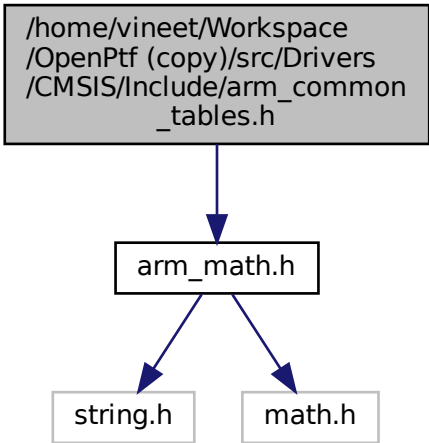 /home/vineet/Workspace
/OpenPtf (copy)/src/Drivers
/CMSIS/Include/arm_common
_tables.h
arm_math.h
string.h
math.h